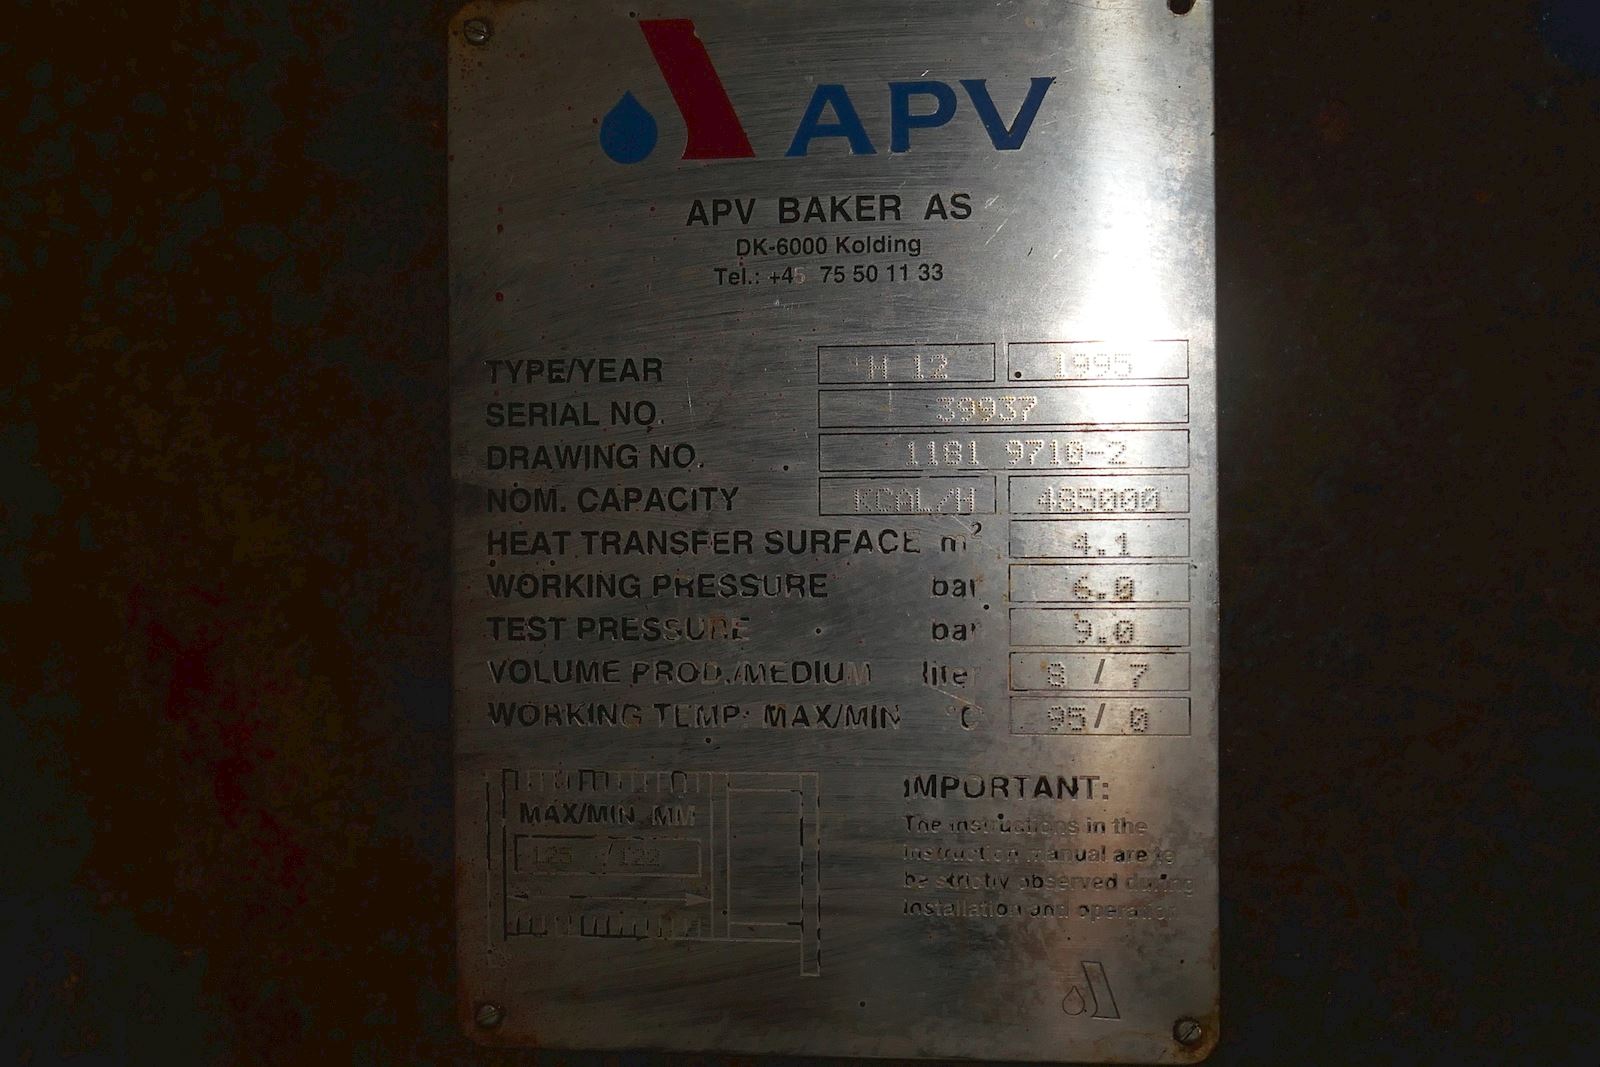 APV
APV BAKER AS
DK-6000 Kolding
Tel.: +45 75 50 11 33
TYPE/YEAR H 12 1995
SERIAL NO. 39937
DRAWING NO. 1181 9710-2
NOM. CAPACITY KCAL/H 485000
HEAT TRANSFER SURFACE m² 4.1
WORKING PRESSURE bar 6.0
TEST PRESSURE bar 9.0
VOLUME PROD./MEDIUM liter 8 / 7
WORKING TEMP. MAX/MIN °C 95/ 0
MAX/MIN. MM
125 /122
IMPORTANT:
The instructions in the
Instruction manual are to
be strictly observed during
Installation and operation